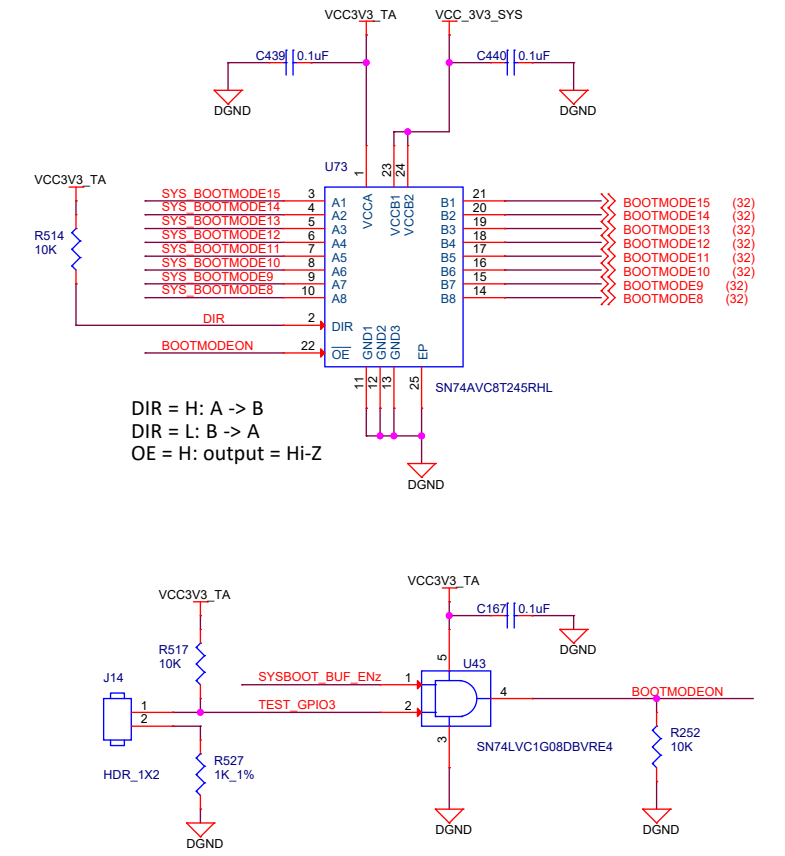 VCC3V3_TA VCC_3V3_SYS
C439 0.1uF C440 0.1uF
DGND DGND
U73
1 23 24
VCC3V3_TA
R514
10K
SYS_BOOTMODE15 3 A1 VCCA VCCB1 VCCB2 B1 21 BOOTMODE15 (32)
SYS_BOOTMODE14 4 A2 B2 20 BOOTMODE14 (32)
SYS_BOOTMODE13 5 A3 B3 19 BOOTMODE13 (32)
SYS_BOOTMODE12 6 A4 B4 18 BOOTMODE12 (32)
SYS_BOOTMODE11 7 A5 B5 17 BOOTMODE11 (32)
SYS_BOOTMODE10 8 A6 B6 16 BOOTMODE10 (32)
SYS_BOOTMODE9 9 A7 B7 15 BOOTMODE9 (32)
SYS_BOOTMODE8 10 A8 B8 14 BOOTMODE8 (32)
DIR 2 DIR
BOOTMODEON 22 OE GND1 GND2 GND3 EP
11 12 13 25
SN74AVC8T245RHL
DIR = H: A -> B
DIR = L: B -> A
OE = H: output = Hi-Z
DGND
VCC3V3_TA
VCC3V3_TA
C167 0.1uF
DGND
R517
10K
J14
1
2
HDR_1X2
R527
1K_1%
DGND
SYSBOOT_BUF_ENz 1
TEST_GPIO3 2
5 U43
4 BOOTMODEON
3
SN74LVC1G08DBVRE4
R252
10K
DGND DGND